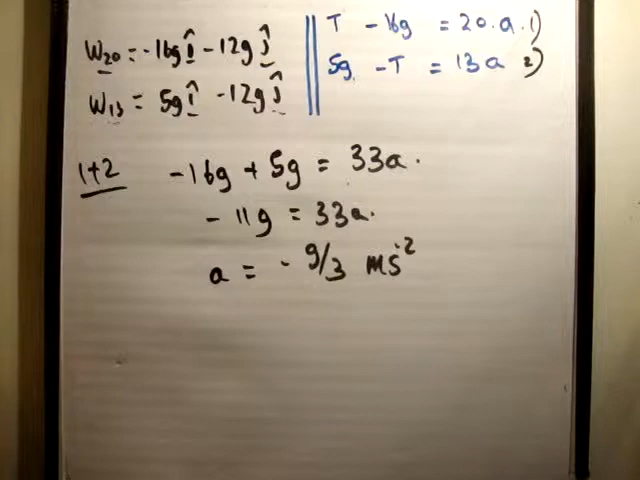 W₂₀ = -16g î - 12g ĵ
W₁₃ = 5g î - 12g ĵ
T - 16g = 20.a. 1)
5g - T = 13a 2)
1+2 -16g + 5g = 33a.
- 11g = 33a.
a = - g/3 ms⁻²